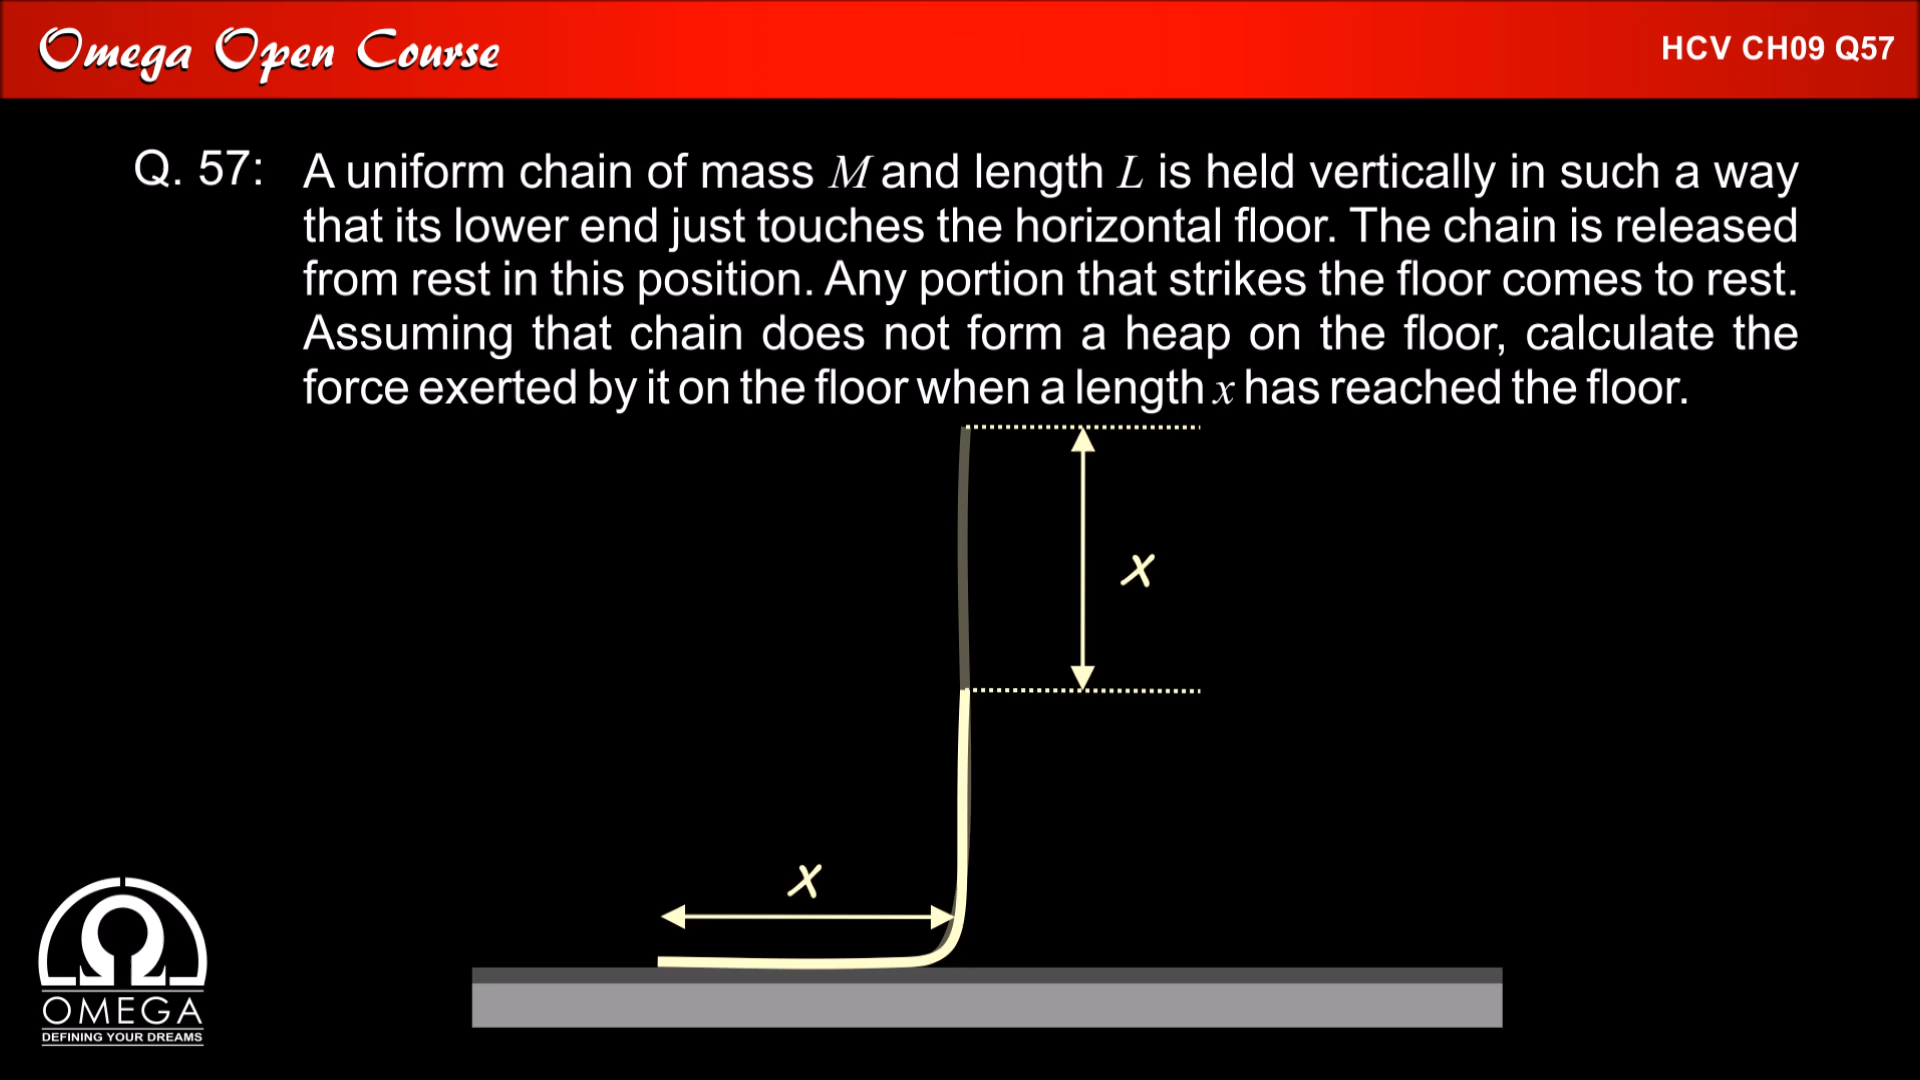 Omega Open Course
HCV CH09 Q57
Q. 57: A uniform chain of mass M and length L is held vertically in such a way
that its lower end just touches the horizontal floor. The chain is released
from rest in this position. Any portion that strikes the floor comes to rest.
Assuming that chain does not form a heap on the floor, calculate the
force exerted by it on the floor when a length x has reached the floor.
x
x
OMEGA
DEFINING YOUR DREAMS